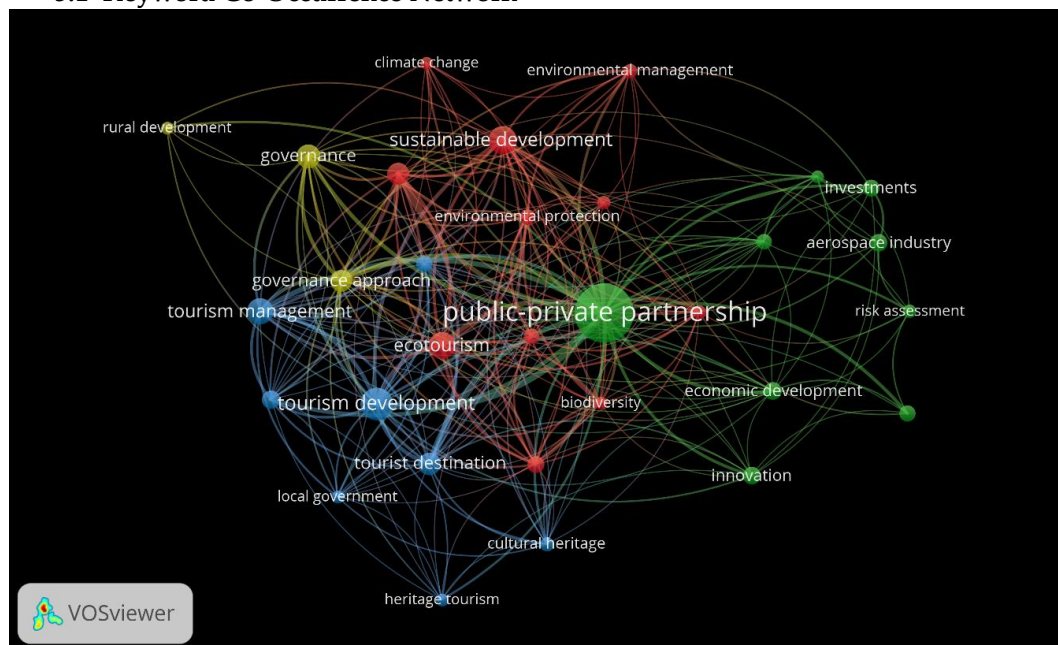 climate change
environmental management
rural development
sustainable development
governance
investments
environmental protection
aerospace industry
governance approach
tourism management
public-private partnership
risk assessment
ecotourism
economic development
tourism development
biodiversity
tourist destination
innovation
local government
cultural heritage
heritage tourism
VOSviewer